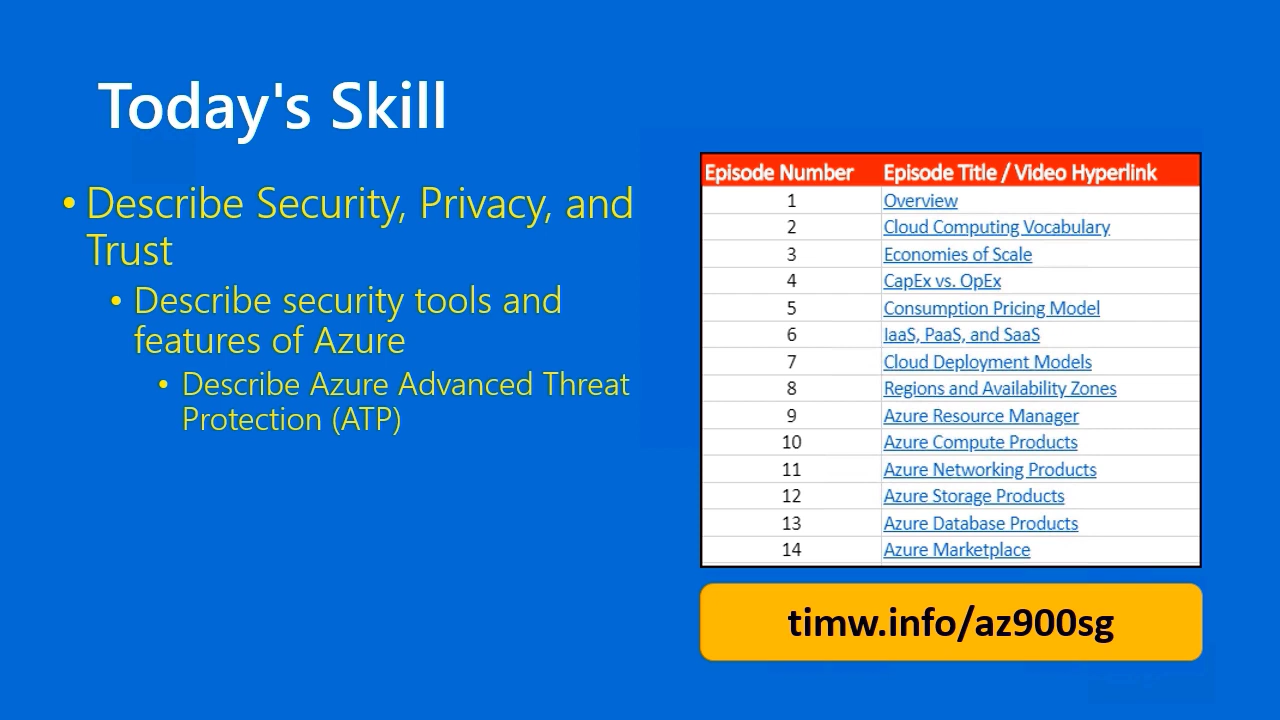 Today's Skill
• Describe Security, Privacy, and
Trust
• Describe security tools and
features of Azure
• Describe Azure Advanced Threat
Protection (ATP)
Episode Number Episode Title / Video Hyperlink
1 Overview
2 Cloud Computing Vocabulary
3 Economies of Scale
4 CapEx vs. OpEx
5 Consumption Pricing Model
6 IaaS, PaaS, and SaaS
7 Cloud Deployment Models
8 Regions and Availability Zones
9 Azure Resource Manager
10 Azure Compute Products
11 Azure Networking Products
12 Azure Storage Products
13 Azure Database Products
14 Azure Marketplace
timw.info/az900sg